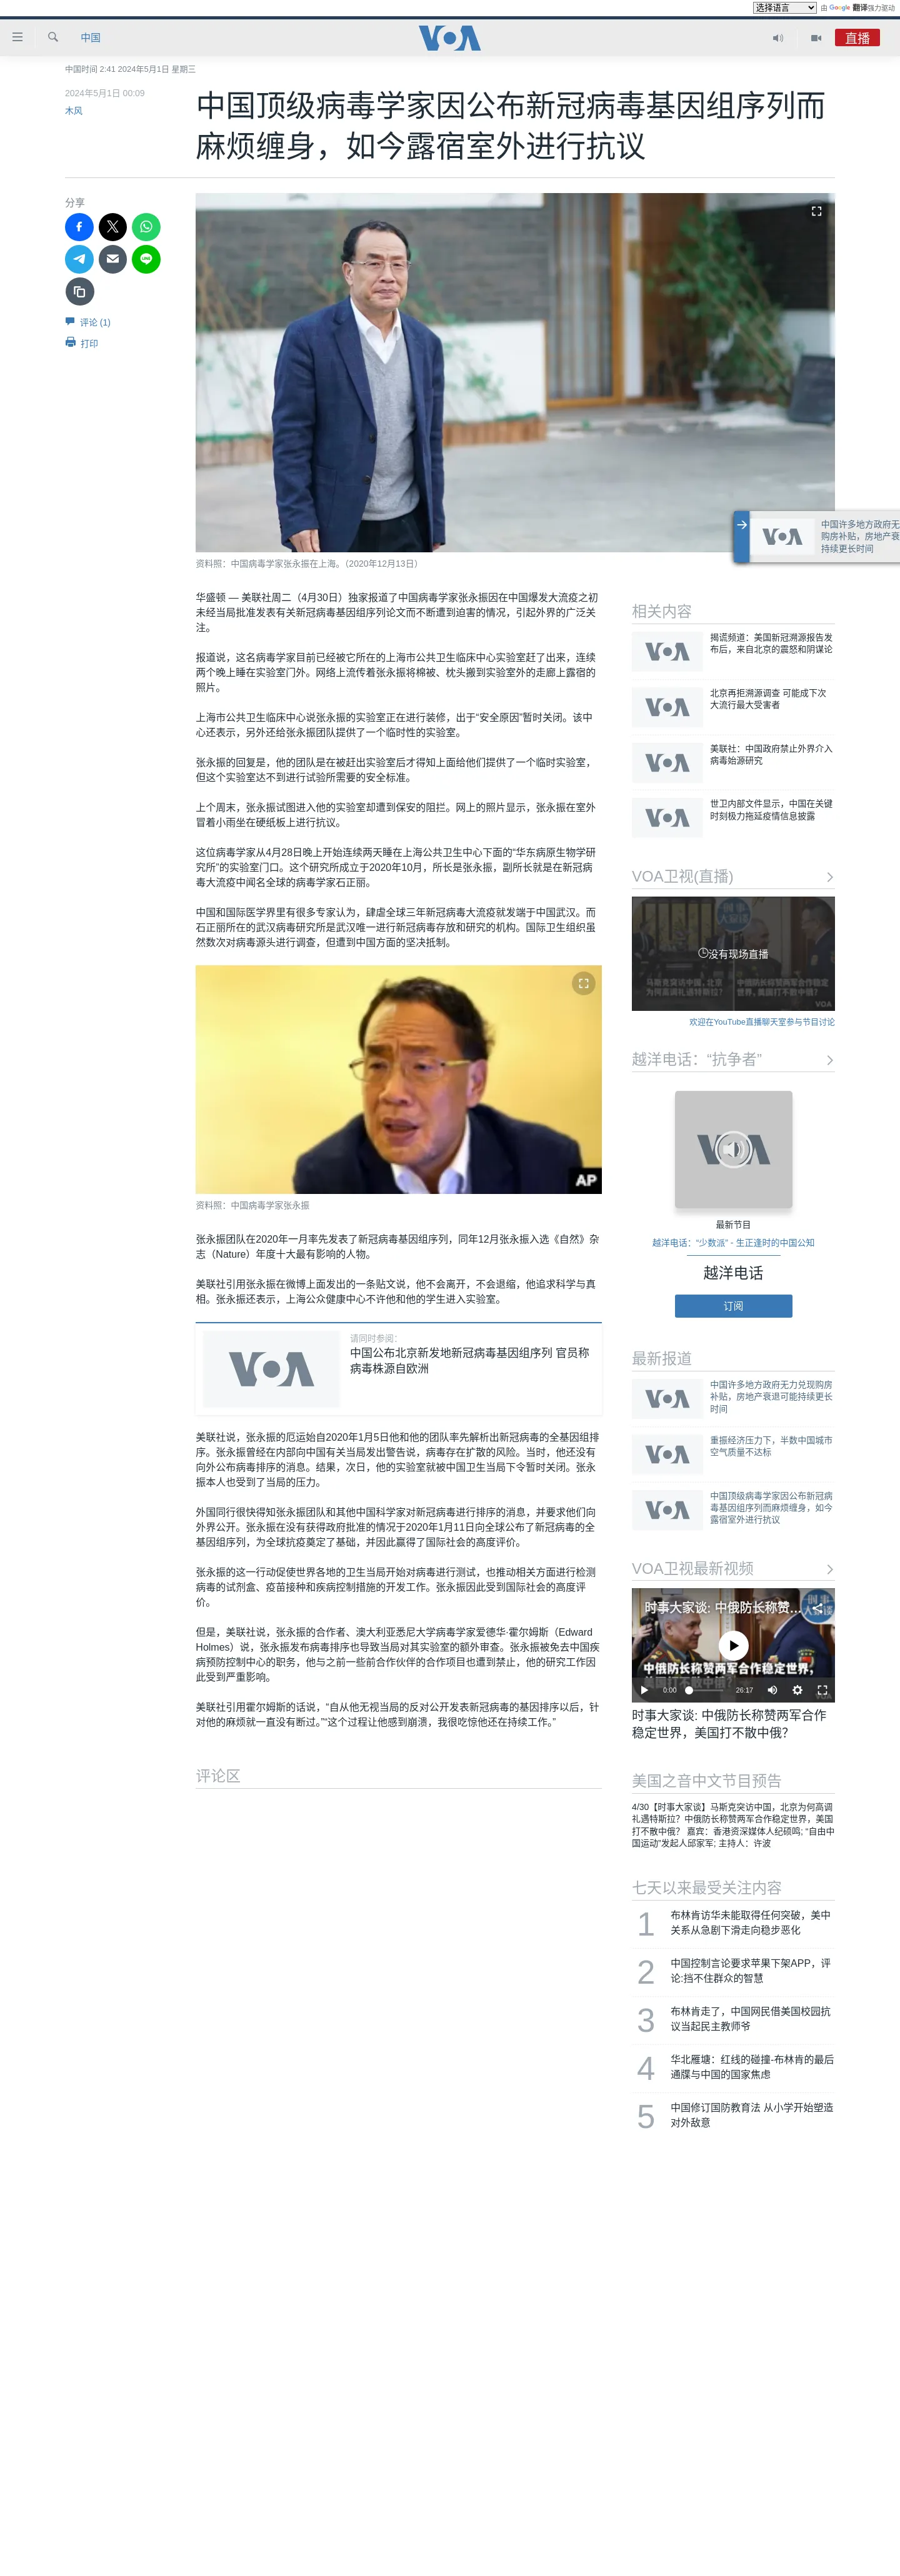 选择语言 由 Google 翻译强力驱动
中国
VOA
直播
中国时间 2:41 2024年5月1日 星期三
2024年5月1日 00:09
木风
中国顶级病毒学家因公布新冠病毒基因组序列而
麻烦缠身，如今露宿室外进行抗议
分享
评论 (1)
打印
资料照：中国病毒学家张永振在上海。（2020年12月13日）
VOA
中国许多地方政府无
购房补贴，房地产衰
持续更长时间
华盛顿 — 美联社周二（4月30日）独家报道了中国病毒学家张永振因在中国爆发大流疫之初
未经当局批准发表有关新冠病毒基因组序列论文而不断遭到迫害的情况，引起外界的广泛关
注。
报道说，这名病毒学家目前已经被它所在的上海市公共卫生临床中心实验室赶了出来，连续
两个晚上睡在实验室门外。网络上流传着张永振将棉被、枕头搬到实验室外的走廊上露宿的
照片。
上海市公共卫生临床中心说张永振的实验室正在进行装修，出于“安全原因”暂时关闭。该中
心还表示，另外还给张永振团队提供了一个临时性的实验室。
张永振的回复是，他的团队是在被赶出实验室后才得知上面给他们提供了一个临时实验室，
但这个实验室达不到进行试验所需要的安全标准。
上个周末，张永振试图进入他的实验室却遭到保安的阻拦。网上的照片显示，张永振在室外
冒着小雨坐在硬纸板上进行抗议。
这位病毒学家从4月28日晚上开始连续两天睡在上海公共卫生中心下面的“华东病原生物学研
究所”的实验室门口。这个研究所成立于2020年10月，所长是张永振，副所长就是在新冠病
毒大流疫中闻名全球的病毒学家石正丽。
中国和国际医学界里有很多专家认为，肆虐全球三年新冠病毒大流疫就发端于中国武汉。而
石正丽所在的武汉病毒研究所是武汉唯一进行新冠病毒存放和研究的机构。国际卫生组织虽
然数次对病毒源头进行调查，但遭到中国方面的坚决抵制。
AP
资料照：中国病毒学家张永振
张永振团队在2020年一月率先发表了新冠病毒基因组序列，同年12月张永振入选《自然》杂
志（Nature）年度十大最有影响的人物。
美联社引用张永振在微博上面发出的一条贴文说，他不会离开，不会退缩，他追求科学与真
相。张永振还表示，上海公众健康中心不许他和他的学生进入实验室。
VOA
请同时参阅：
中国公布北京新发地新冠病毒基因组序列 官员称
病毒株源自欧洲
美联社说，张永振的厄运始自2020年1月5日他和他的团队率先解析出新冠病毒的全基因组排
序。张永振曾经在内部向中国有关当局发出警告说，病毒存在扩散的风险。当时，他还没有
向外公布病毒排序的消息。结果，次日，他的实验室就被中国卫生当局下令暂时关闭。张永
振本人也受到了当局的压力。
外国同行很快得知张永振团队和其他中国科学家对新冠病毒进行排序的消息，并要求他们向
外界公开。张永振在没有获得政府批准的情况于2020年1月11日向全球公布了新冠病毒的全
基因组序列，为全球抗疫奠定了基础，并因此赢得了国际社会的高度评价。
张永振的这一行动促使世界各地的卫生当局开始对病毒进行测试，也推动相关方面进行检测
病毒的试剂盒、疫苗接种和疾病控制措施的开发工作。张永振因此受到国际社会的高度评
价。
但是，美联社说，张永振的合作者、澳大利亚悉尼大学病毒学家爱德华·霍尔姆斯（Edward
Holmes）说，张永振发布病毒排序也导致当局对其实验室的额外审查。张永振被免去中国疾
病预防控制中心的职务，他与之前一些前合作伙伴的合作项目也遭到禁止，他的研究工作因
此受到严重影响。
美联社引用霍尔姆斯的话说，“自从他无视当局的反对公开发表新冠病毒的基因排序以后，针
对他的麻烦就一直没有断过。”“这个过程让他感到崩溃，我很吃惊他还在持续工作。”
评论区
相关内容
VOA
揭谎频道：美国新冠溯源报告发
布后，来自北京的震怒和阴谋论
VOA
北京再拒溯源调查 可能成下次
大流行最大受害者
VOA
美联社：中国政府禁止外界介入
病毒始源研究
VOA
世卫内部文件显示，中国在关键
时刻极力拖延疫情信息披露
VOA卫视(直播)
时事
大家谈
没有现场直播
马斯克突访中国，北京
为何高调礼遇特斯拉？
中俄防长称赞两军合作稳定
世界，美国打不散中俄？
VOA
欢迎在YouTube直播聊天室参与节目讨论
越洋电话：“抗争者”
VOA
最新节目
越洋电话：“少数派” - 生正逢时的中国公知
越洋电话
订阅
最新报道
VOA
中国许多地方政府无力兑现购房
补贴，房地产衰退可能持续更长
时间
VOA
重振经济压力下，半数中国城市
空气质量不达标
VOA
中国顶级病毒学家因公布新冠病
毒基因组序列而麻烦缠身，如今
露宿室外进行抗议
VOA卫视最新视频
时事大家谈: 中俄防长称赞...
中俄防长称赞两军合作稳定世界，
0:00 26:17
时事大家谈: 中俄防长称赞两军合作
稳定世界，美国打不散中俄？
美国之音中文节目预告
4/30【时事大家谈】马斯克突访中国，北京为何高调
礼遇特斯拉？中俄防长称赞两军合作稳定世界，美国
打不散中俄？ 嘉宾：香港资深媒体人纪硕鸣; “自由中
国运动”发起人邱家军; 主持人：许波
七天以来最受关注内容
1 布林肯访华未能取得任何突破，美中
关系从急剧下滑走向稳步恶化
2 中国控制言论要求苹果下架APP，评
论:挡不住群众的智慧
3 布林肯走了，中国网民借美国校园抗
议当起民主教师爷
4 华北雁塘：红线的碰撞-布林肯的最后
通牒与中国的国家焦虑
5 中国修订国防教育法 从小学开始塑造
对外敌意